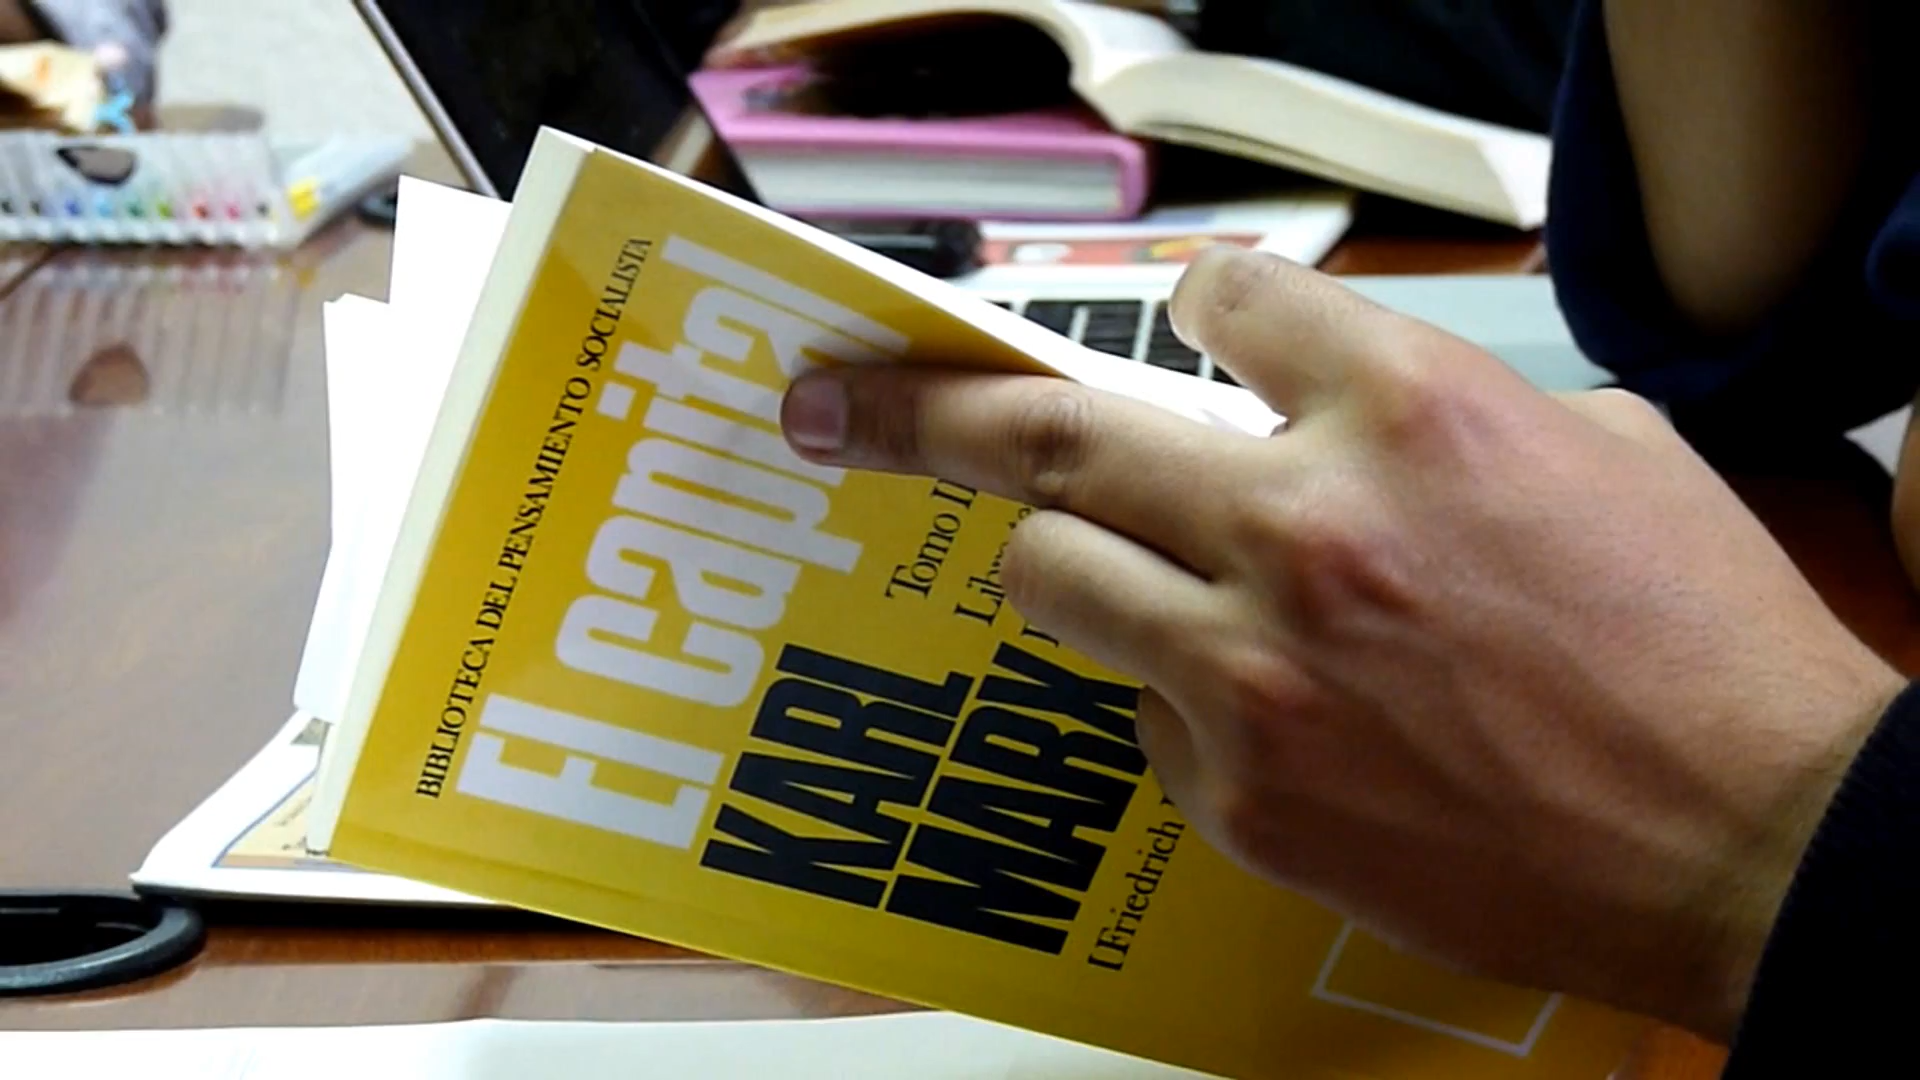 BIBLIOTECA DEL PENSAMIENTO SOCIALISTA
El capital
Tomo
KARL
MARX
[Friedrich